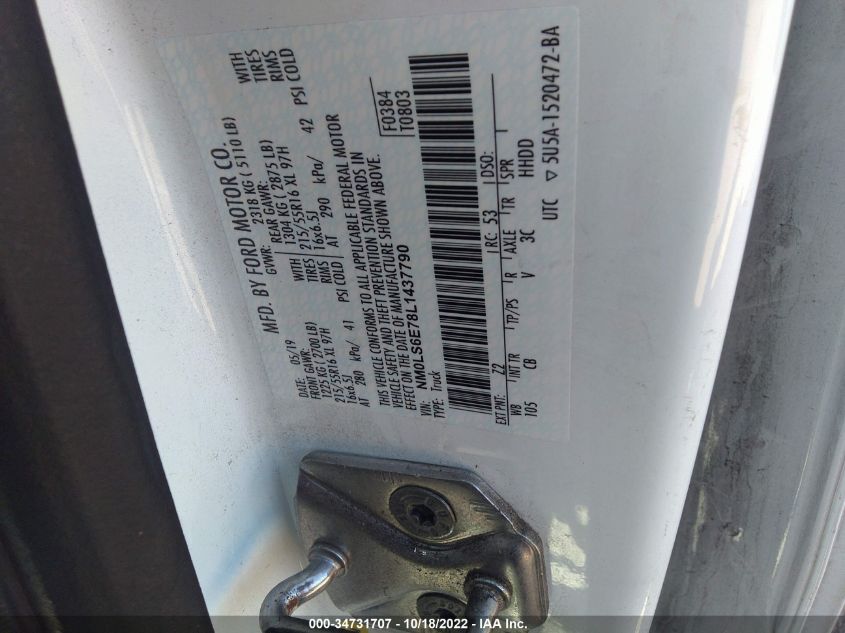 MFD. BY FORD MOTOR CO.
DATE: 05/19 GVWR: 2318 KG ( 5110 LB)
FRONT GAWR: REAR GAWR:
1225 KG ( 2700 LB) WITH 1304 KG ( 2875 LB) WITH
215/55R16 XL 97H TIRES 215/55R16 XL 97H TIRES
16x6.5J RIMS 16x6.5J RIMS
AT 280 kPa/ 41 PSI COLD AT 290 kPa/ 42 PSI COLD
THIS VEHICLE CONFORMS TO ALL APPLICABLE FEDERAL MOTOR
VEHICLE SAFETY AND THEFT PREVENTION STANDARDS IN
EFFECT ON THE DATE OF MANUFACTURE SHOWN ABOVE.
VIN: NM0LS6E78L1437790
TYPE: Truck
F0384
T0803
EXT PNT: Z2 RC: 53 DSO:
WB INT TR TP/PS R AXLE TR SPR
105 CB V 3C HHDD
UTC ▽ 5U5A-1520472-BA
000-34731707 - 10/18/2022 - IAA Inc.